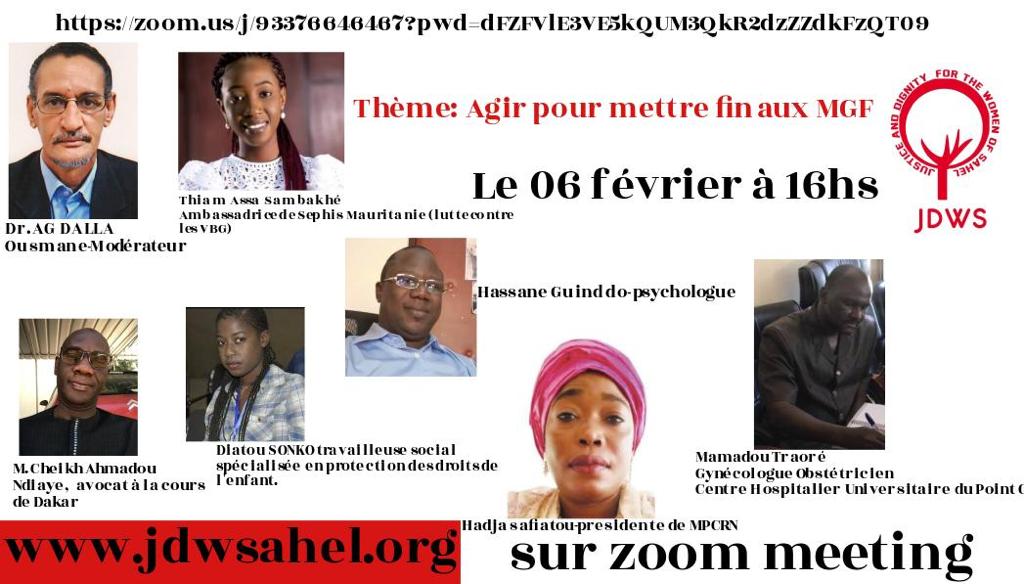 https://zoom.us/j/93376646467?pwd=dFZFVlE3VE5kQUM3QkR2dzZZdkFzQT09
Thème: Agir pour mettre fin aux MGF
JUSTICE AND DIGNITY FOR THE WOMEN OF SAHEL
JDWS
Le 06 février à 16hs
Thiam Assa Sambakhé
Ambassadrice de Sephis Mauritanie (lutte contre
les VBG)
Dr. AG DALLA
Ousmane-Modérateur
Hassane Guinddo-psychologue
Diatou SONKO travailleuse social
spécialisée en protection des droits de
l'enfant.
M. Cheikh Ahmadou
Ndiaye, avocat à la cours
de Dakar
Mamadou Traoré
Gynécologue Obstétricien
Centre Hospitalier Universitaire du Point
Hadja safiatou-presidente de MPCRN
www.jdwsahel.org
sur zoom meeting